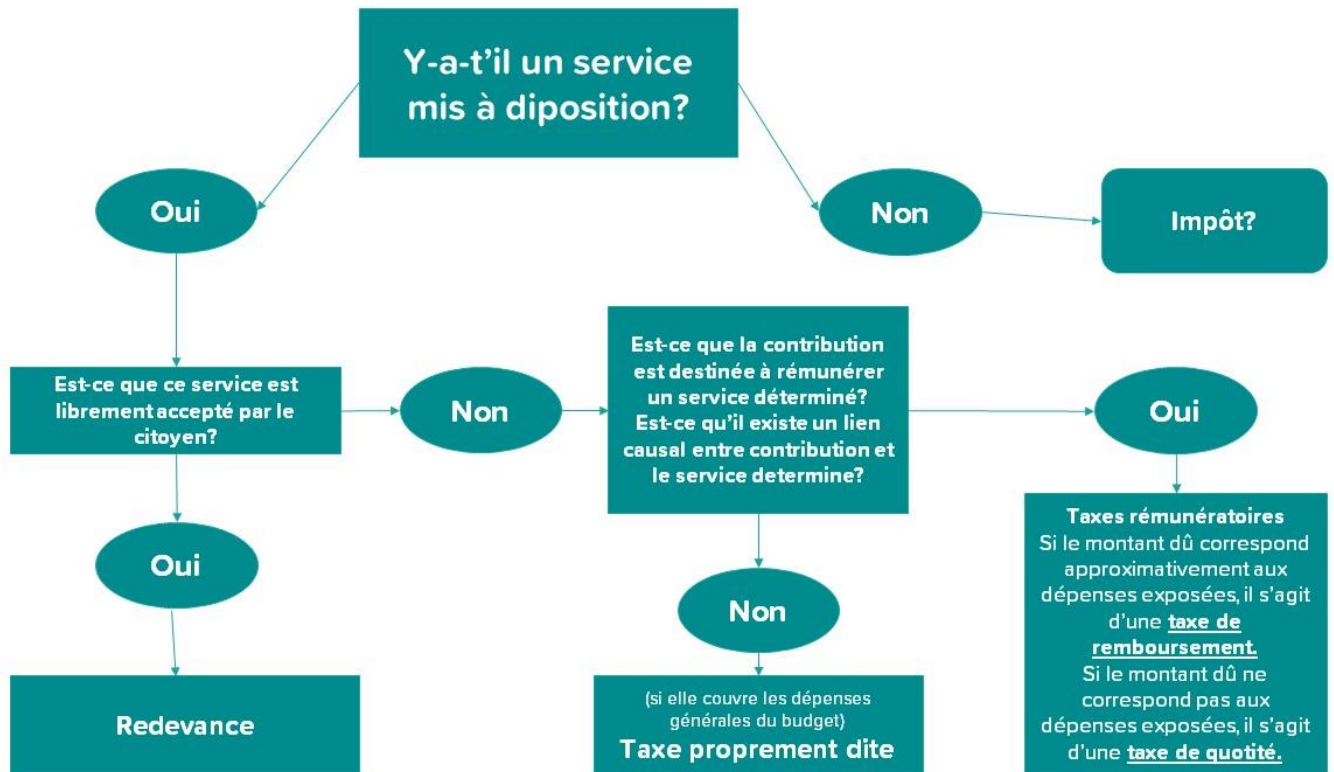 Y-a-t'il un service
mis à diposition?
Oui
Non
Impôt?
Est-ce que ce service est
librement accepté par le
citoyen?
Non
Est-ce que la contribution
est destinée à rémunérer
un service déterminé?
Est-ce qu'il existe un lien
causal entre contribution et
le service determine?
Oui
Oui
Redevance
Non
(si elle couvre les dépenses
générales du budget)
Taxe proprement dite
Taxes rémunératoires
Si le montant dû correspond
approximativement aux
dépenses exposées, il s'agit
d'une taxe de
remboursement.
Si le montant dû ne
correspond pas aux
dépenses exposées, il s'agit
d'une taxe de quotité.